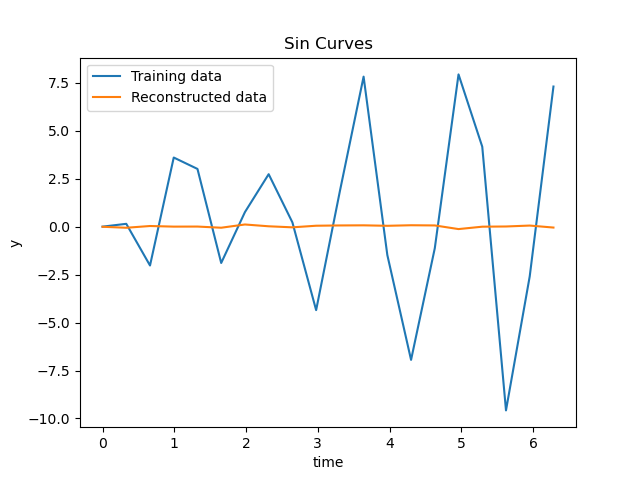 Sin Curves
Training data
Reconstructed data
7.5
5.0
2.5
0.0
−2.5
−5.0
−7.5
−10.0
y
0 1 2 3 4 5 6
time